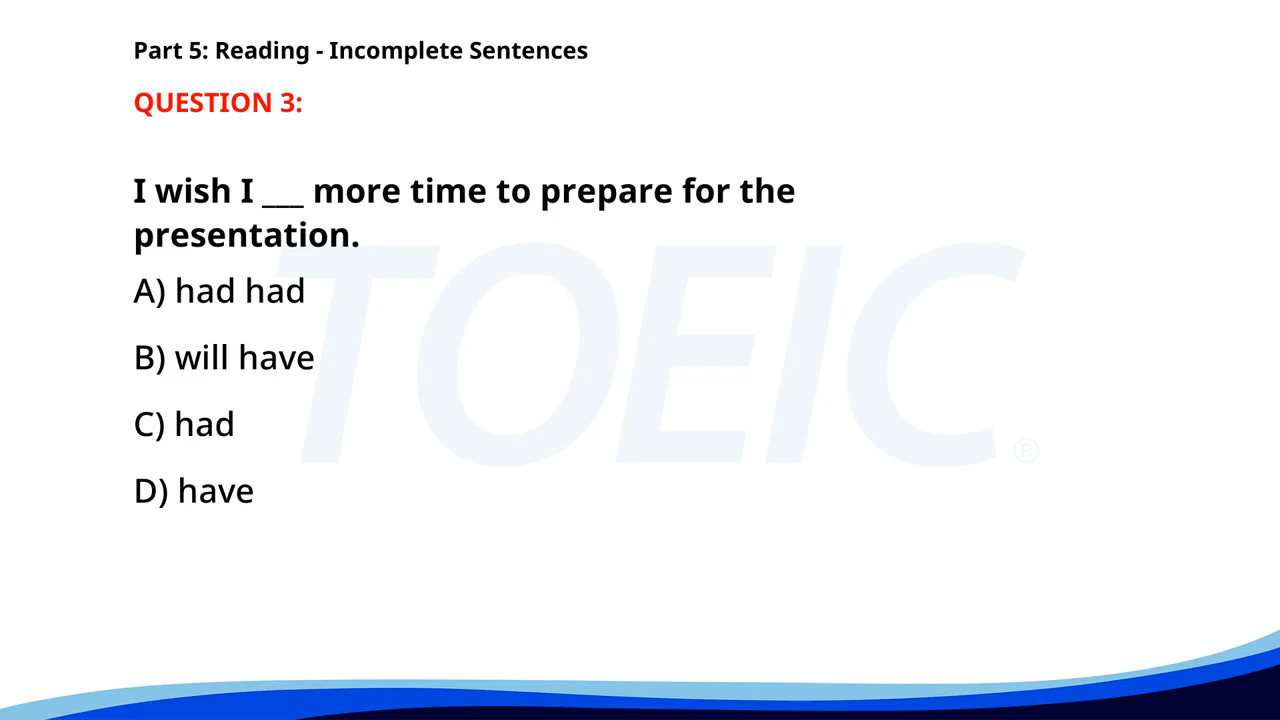 Part 5: Reading - Incomplete Sentences
QUESTION 3:
I wish I ___ more time to prepare for the
presentation.
A) had had
B) will have
C) had
D) have
TOEIC®